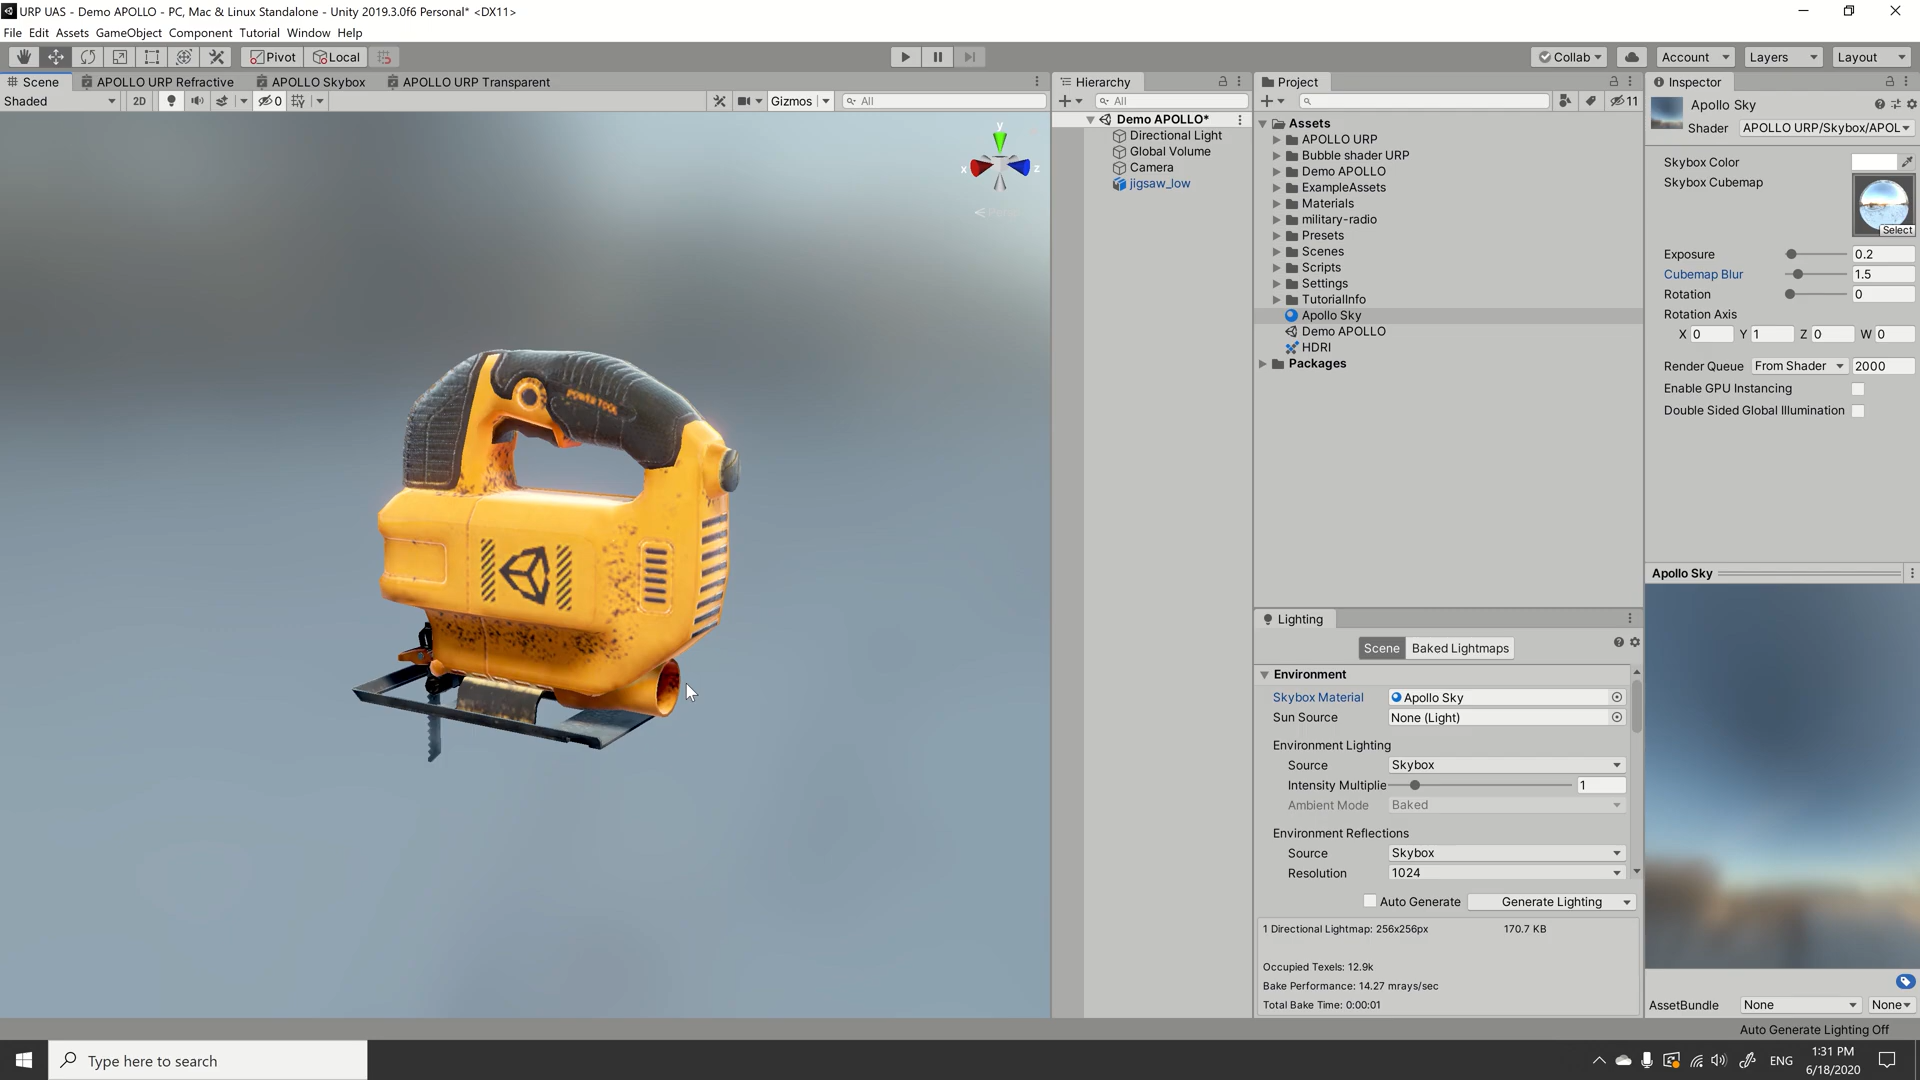 URP UAS - Demo APOLLO - PC, Mac & Linux Standalone - Unity 2019.3.0f6 Personal* <DX11>
File Edit Assets GameObject Component Tutorial Window Help
Pivot Local Collab Account Layers Layout
Scene APOLLO URP Refractive APOLLO Skybox APOLLO URP Transparent
Shaded 2D 0 Gizmos All
y
x z
Persp
POWER TOOL
Hierarchy
All
Demo APOLLO*
Directional Light
Global Volume
Camera
jigsaw_low
Project
11
Assets
APOLLO URP
Bubble shader URP
Demo APOLLO
ExampleAssets
Materials
military-radio
Presets
Scenes
Scripts
Settings
TutorialInfo
Apollo Sky
Demo APOLLO
HDRI
Packages
Lighting
Scene Baked Lightmaps
Environment
Skybox Material Apollo Sky
Sun Source None (Light)
Environment Lighting
Source Skybox
Intensity Multiplie 1
Ambient Mode Baked
Environment Reflections
Source Skybox
Resolution 1024
Auto Generate Generate Lighting
1 Directional Lightmap: 256x256px 170.7 KB
Occupied Texels: 12.9k
Bake Performance: 14.27 mrays/sec
Total Bake Time: 0:00:01
Inspector
Apollo Sky
Shader APOLLO URP/Skybox/APOL
Skybox Color
Skybox Cubemap
Select
Exposure 0.2
Cubemap Blur 1.5
Rotation 0
Rotation Axis
X 0 Y 1 Z 0 W 0
Render Queue From Shader 2000
Enable GPU Instancing
Double Sided Global Illumination
Apollo Sky
AssetBundle None None
Auto Generate Lighting Off
Type here to search
ENG
1:31 PM
6/18/2020